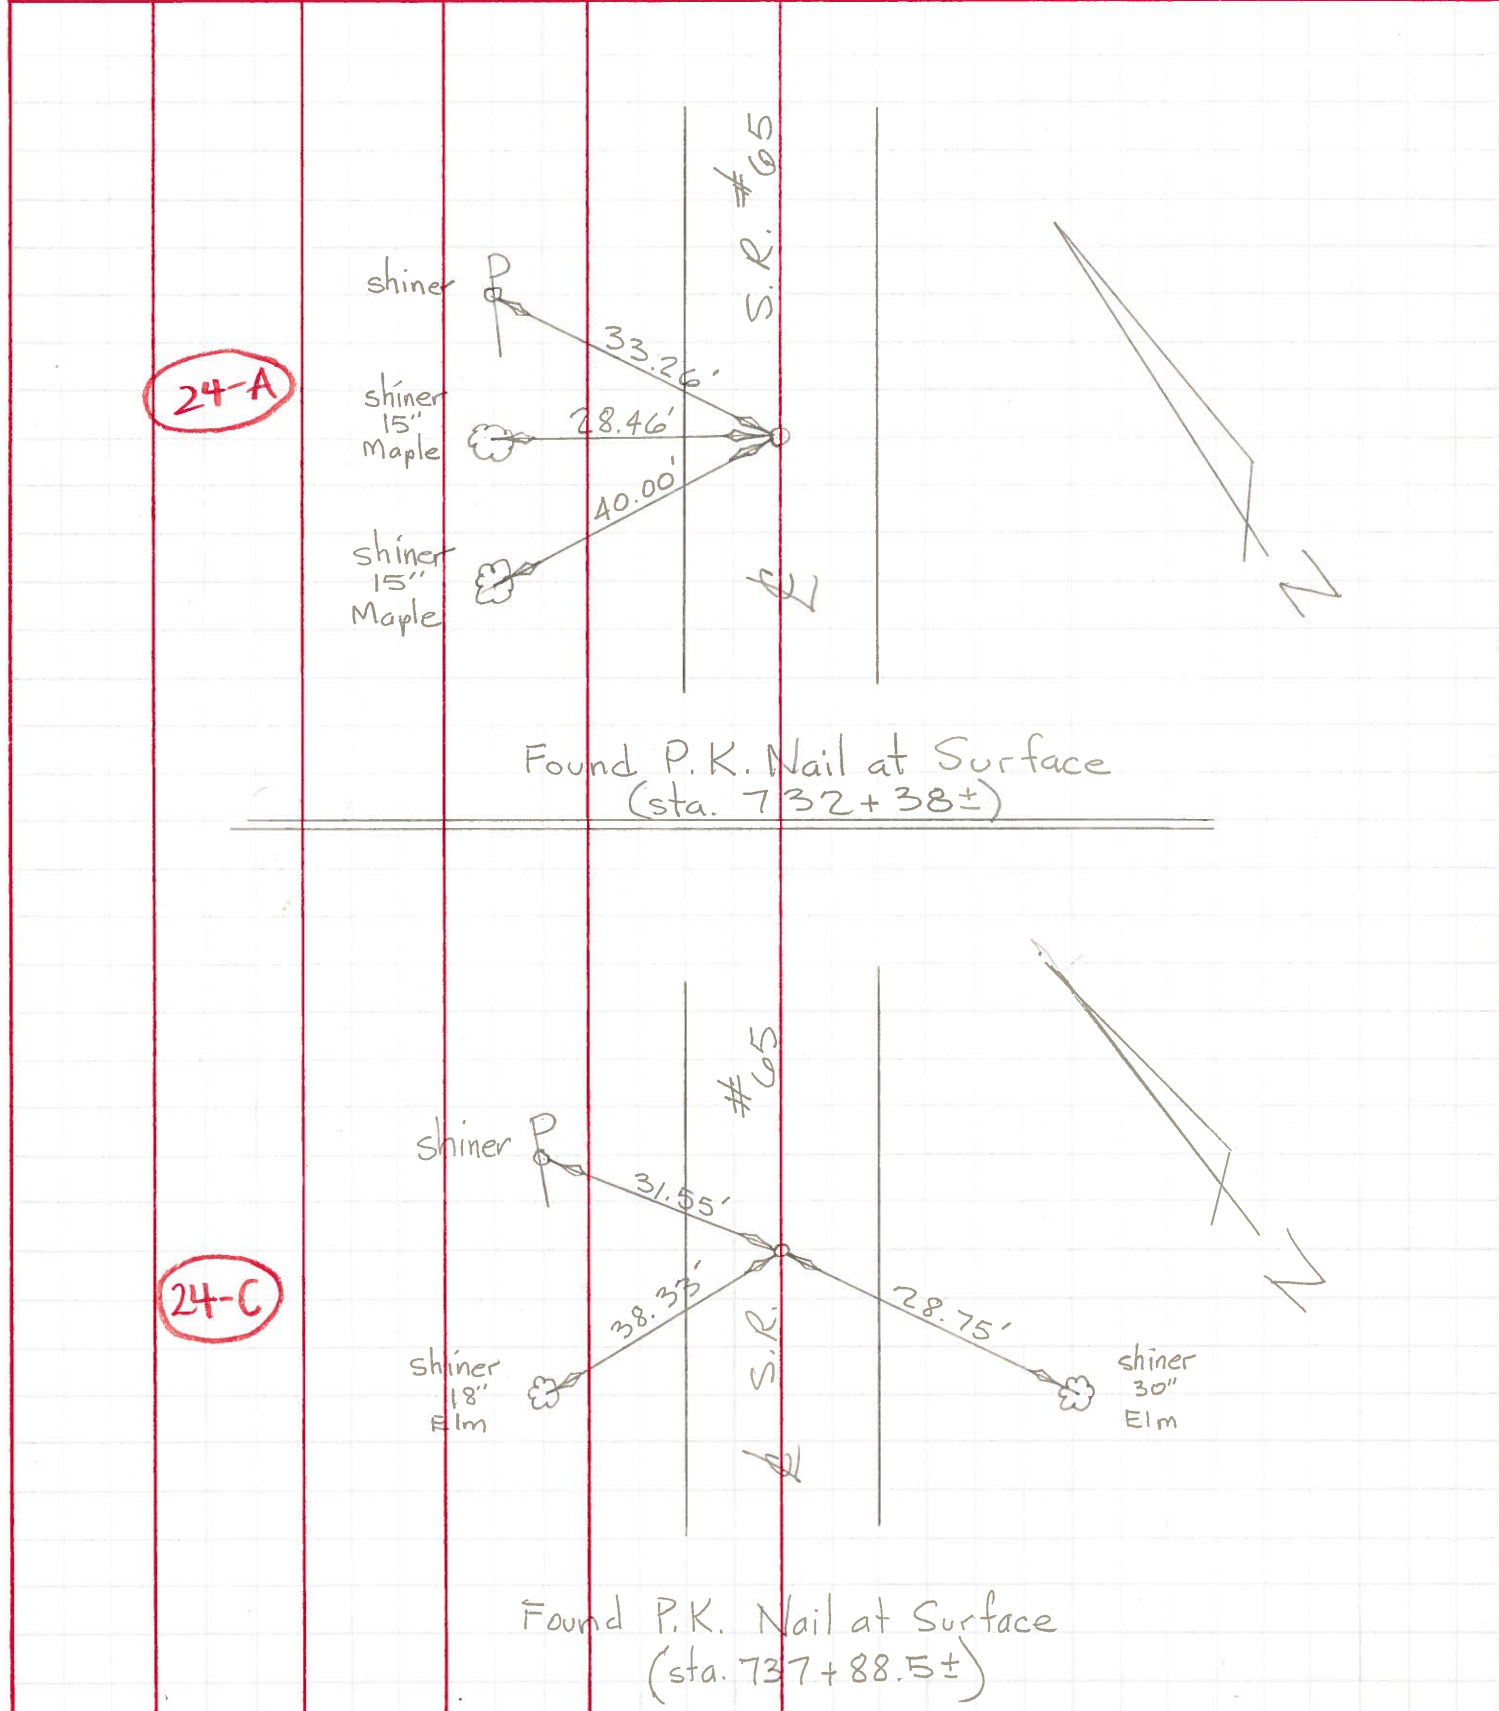 S.R. #65
P
shiner
33.26'
24-A
shiner
15"
Maple
28.46'
40.00'
shiner
15"
Maple
℄
N
Found P.K. Nail at Surface
(sta. 732+38±)
#65
P
shiner
31.55'
24-C
38.33'
28.75'
S.R.
shiner
18"
Elm
shiner
30"
Elm
℄
N
Found P.K. Nail at Surface
(sta. 737+88.5±)